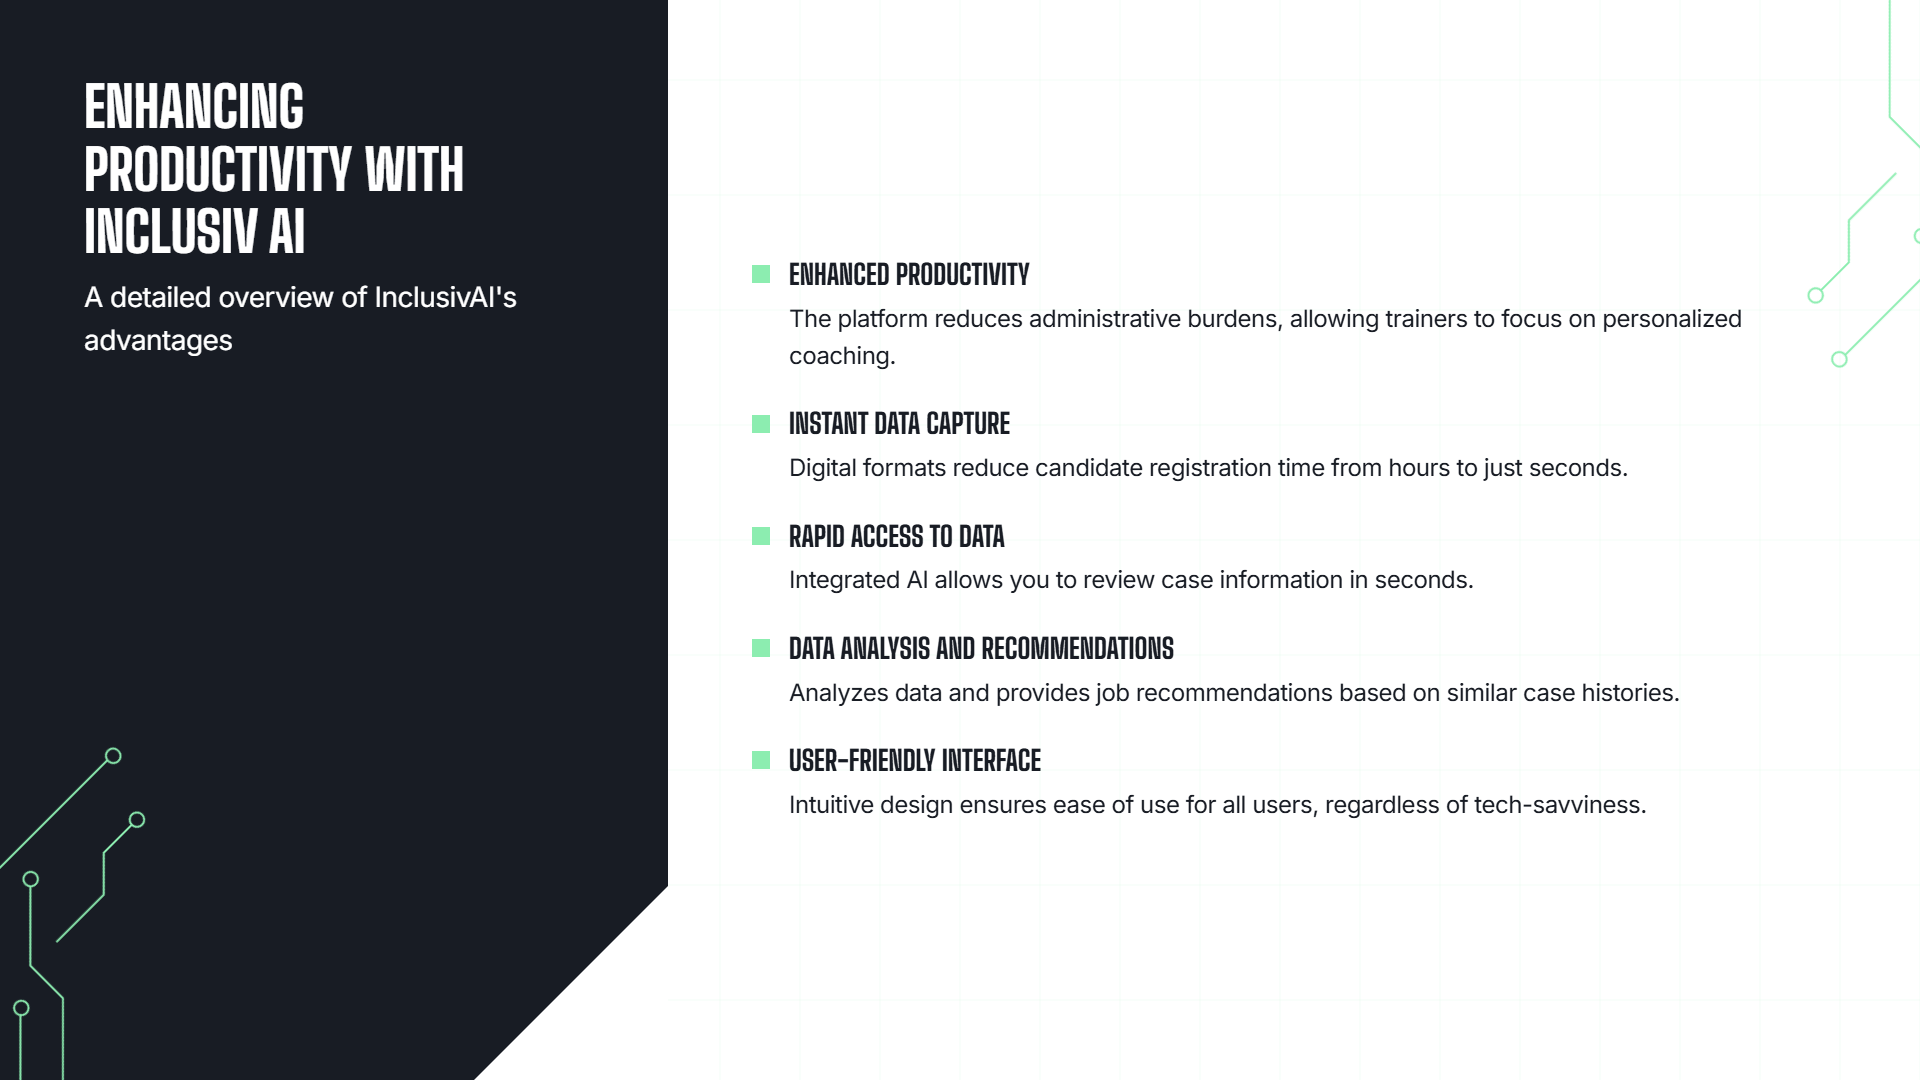 ENHANCING
PRODUCTIVITY WITH
INCLUSIV AI
A detailed overview of InclusivAI's
advantages
ENHANCED PRODUCTIVITY
The platform reduces administrative burdens, allowing trainers to focus on personalized
coaching.
INSTANT DATA CAPTURE
Digital formats reduce candidate registration time from hours to just seconds.
RAPID ACCESS TO DATA
Integrated AI allows you to review case information in seconds.
DATA ANALYSIS AND RECOMMENDATIONS
Analyzes data and provides job recommendations based on similar case histories.
USER-FRIENDLY INTERFACE
Intuitive design ensures ease of use for all users, regardless of tech-savviness.